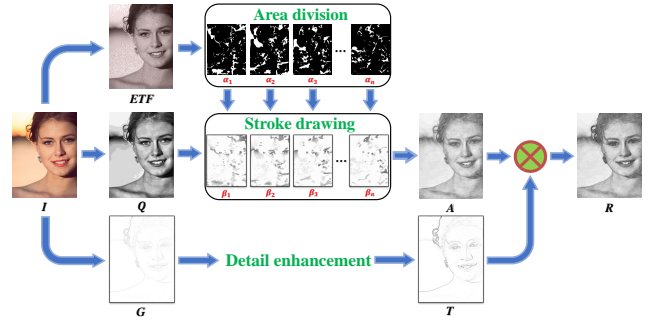 Area division
...
α1 α2 α3 αn
ETF
Stroke drawing
...
β1 β2 β3 βn
I
Q
A
R
Detail enhancement
G
T